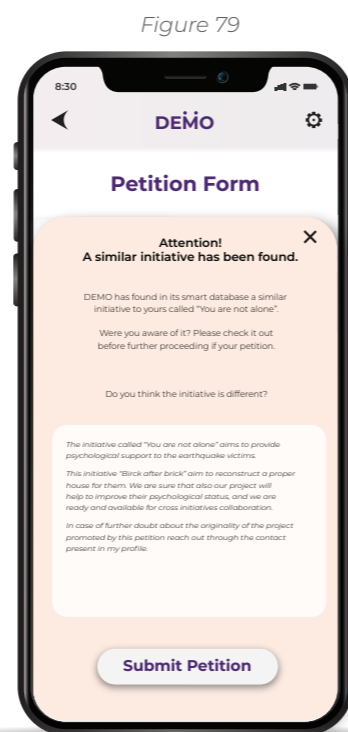 Figure 79
8:30
DEMO
Petition Form
Attention!
A similar initiative has been found.
DEMO has found in its smart database a similar
initiative to yours called “You are not alone”.
Were you aware of it? Please check it out
before further proceeding if your petition.
Do you think the initiative is different?
The initiative called “You are not alone” aims to provide
psychological support to the earthquake victims.
This initiative “Birck after brick” aim to reconstruct a proper
house for them. We are sure that also our project will
help to improve their psychological status, and we are
ready and available for cross initiatives collaboration.
In case of further doubt about the originality of the project
promoted by this petition reach out through the contact
present in my profile.
Submit Petition